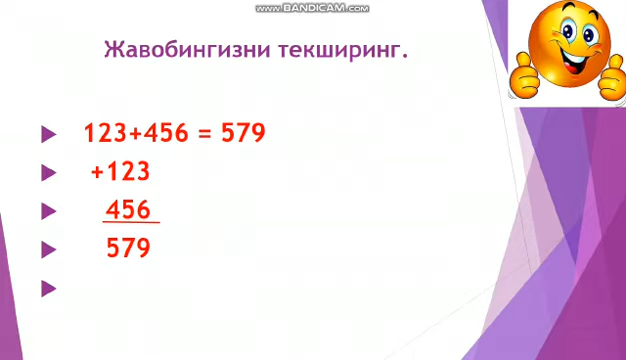 www.BANDICAM.com
Жавобингизни текширинг.
123+456 = 579
+123
456
579